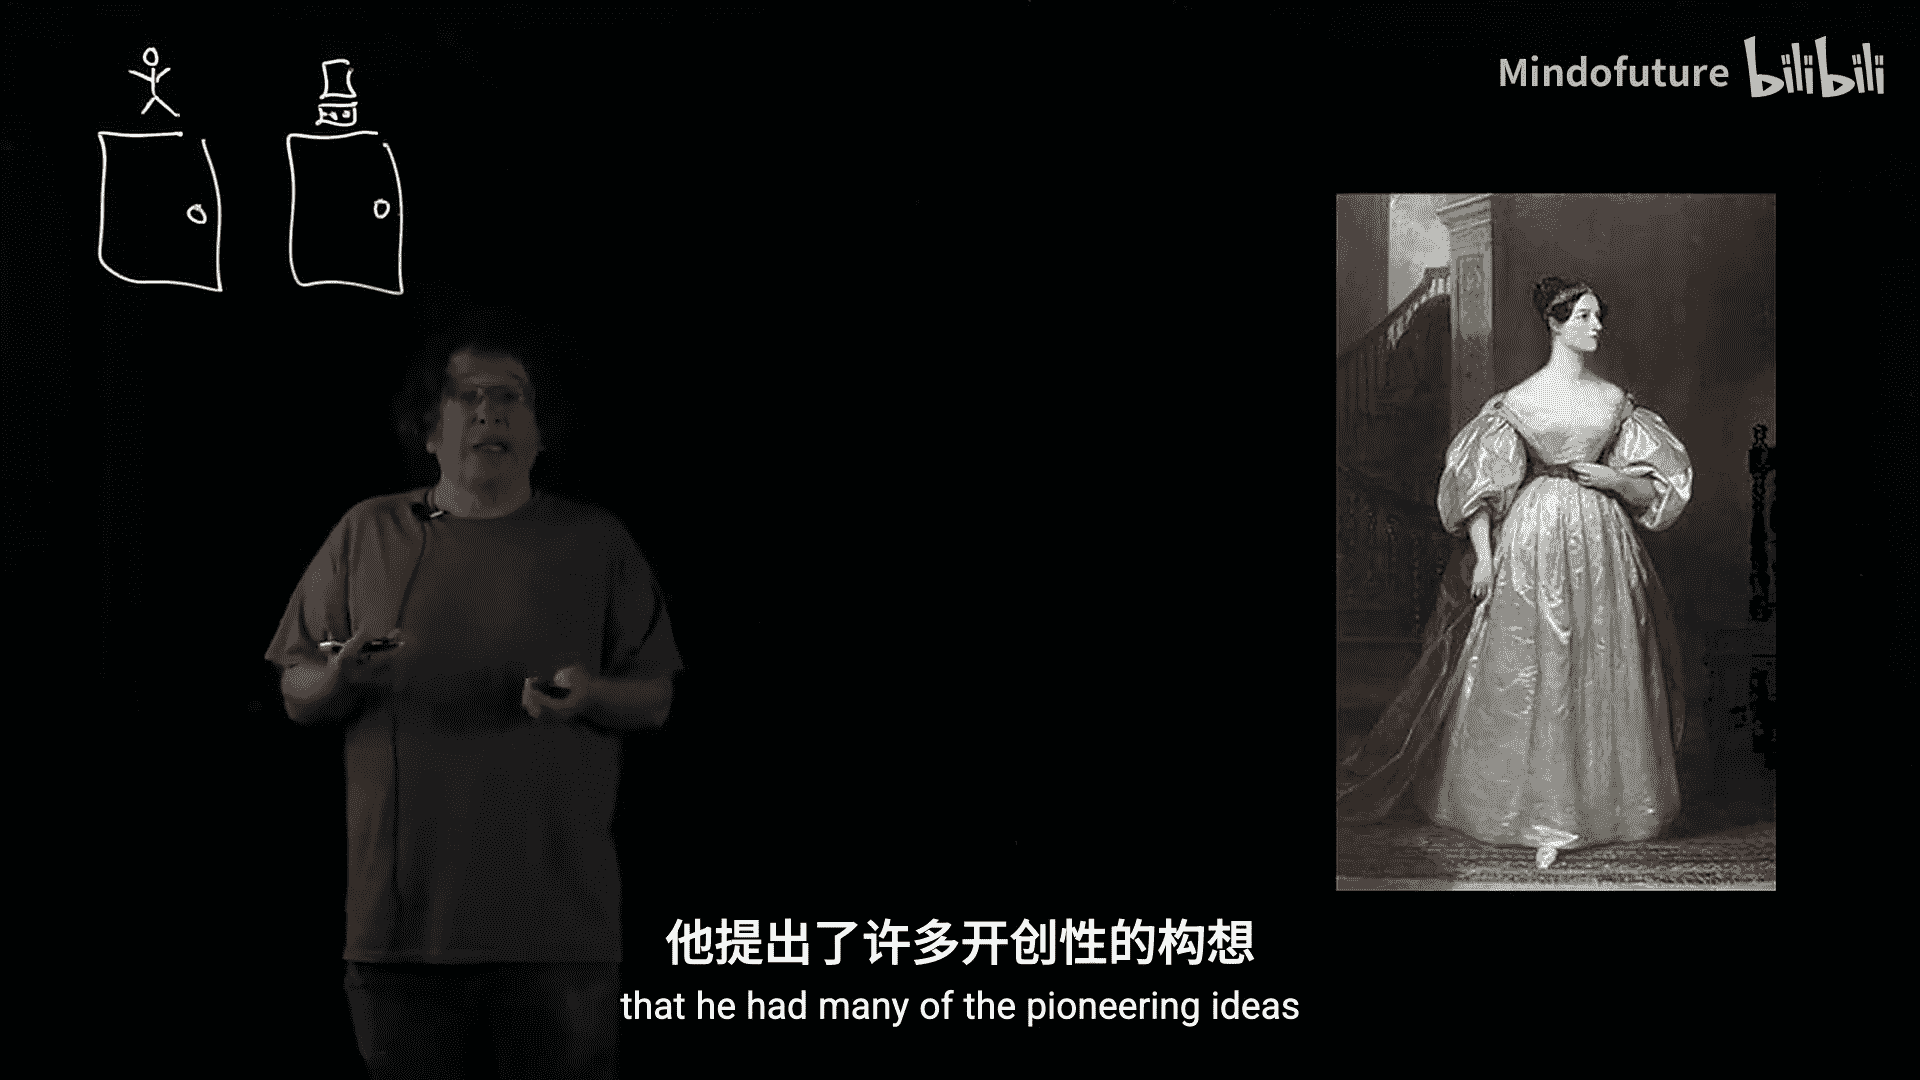 Mindofuture bilibili
他提出了许多开创性的构想
that he had many of the pioneering ideas